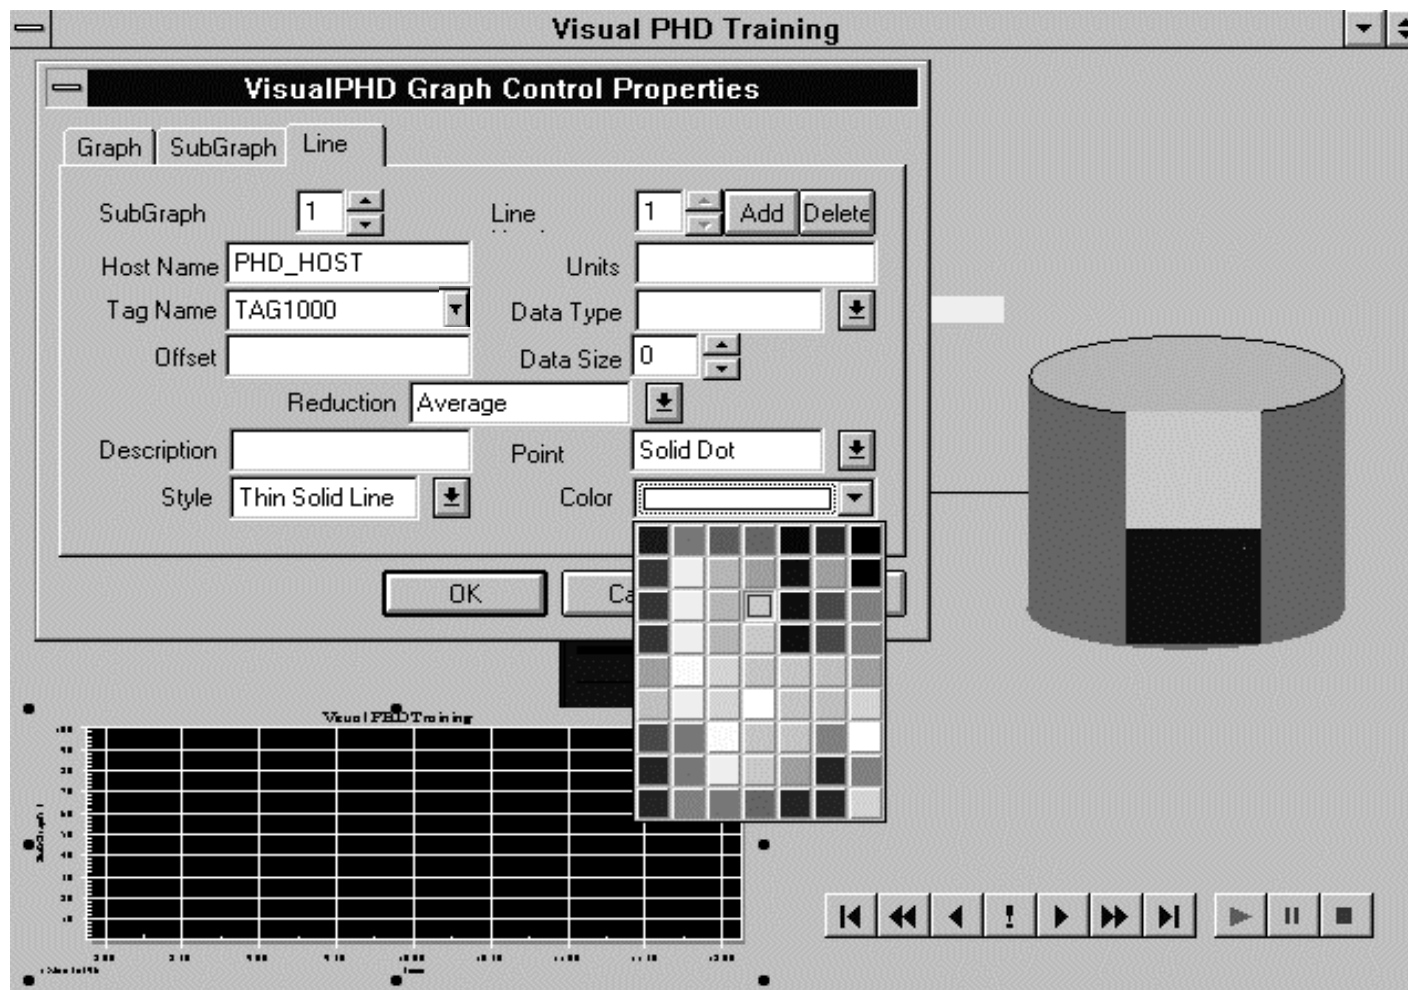 Visual PHD Training
VisualPHD Graph Control Properties
Graph SubGraph Line
SubGraph 1 Line 1 Add Delete
Host Name PHD_HOST Units
Tag Name TAG1000 Data Type
Offset Data Size 0
Reduction Average
Description Point Solid Dot
Style Thin Solid Line Color
OK Ca
Visual PHD Training